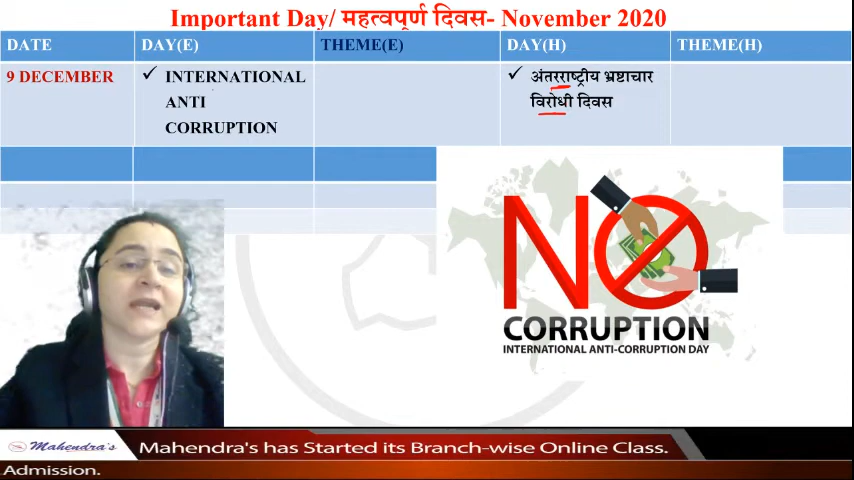 Important Day/ महत्वपूर्ण दिवस- November 2020
DATE DAY(E) THEME(E) DAY(H) THEME(H)
9 DECEMBER ✓ INTERNATIONAL ✓ अंतरराष्ट्रीय भ्रष्टाचार
ANTI विरोधी दिवस
CORRUPTION
NO
CORRUPTION
INTERNATIONAL ANTI-CORRUPTION DAY
Mahendra's Mahendra's has Started its Branch-wise Online Class.
Admission.